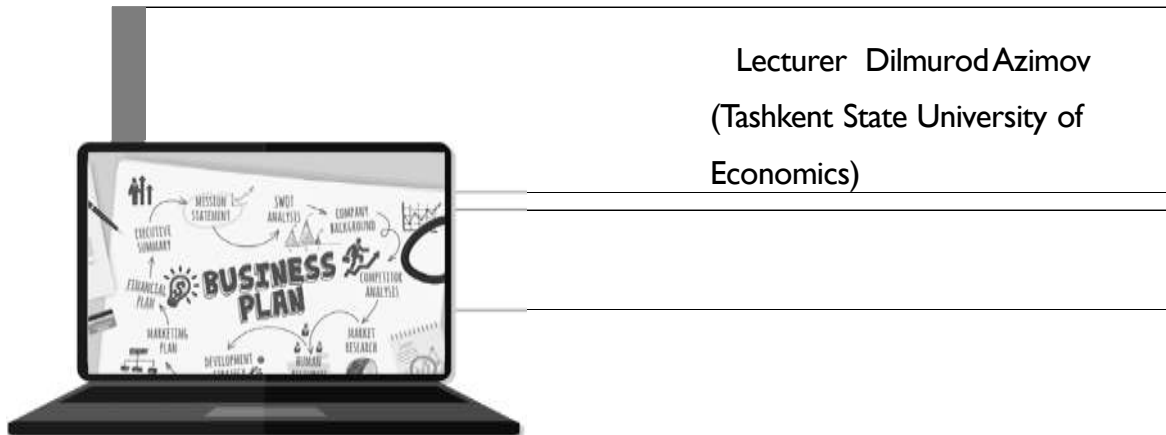 Lecturer Dilmurod Azimov
(Tashkent State University of
Economics)
MISSION
STATEMENT
SWOT
ANALYSIS
COMPANY
BACKGROUND
EXECUTIVE
SUMMARY
BUSINESS
PLAN
FINANCIAL
PLAN
COMPETITOR
ANALYSIS
MARKETING
PLAN
MARKET
RESEARCH
DEVELOPMENT
HUMAN